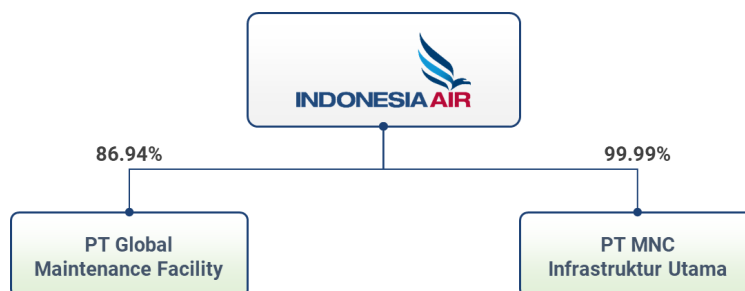 INDONESIA AIR
86.94%
99.99%
PT Global
Maintenance Facility
PT MNC
Infrastruktur Utama